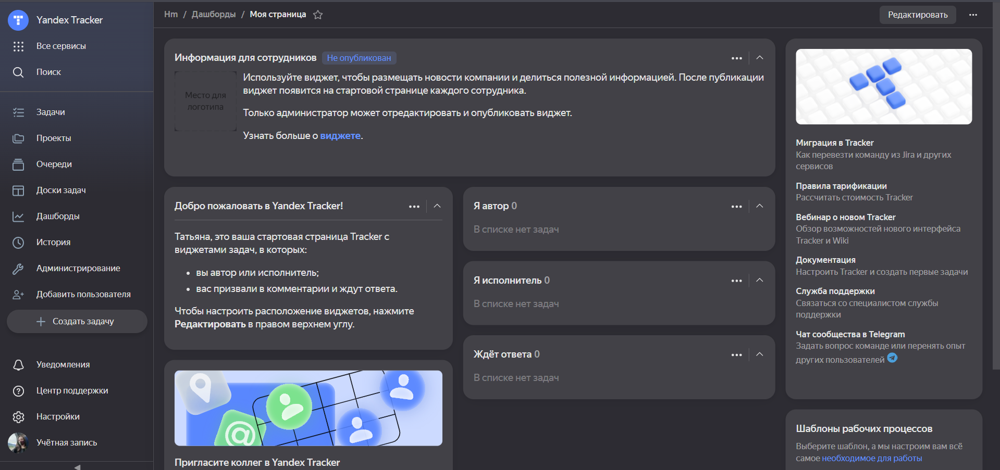 Yandex Tracker
Все сервисы
Поиск
Задачи
Проекты
Очереди
Доски задач
Дашборды
История
Администрирование
Добавить пользователя
Создать задачу
Уведомления
Центр поддержки
Настройки
Учётная запись
Hm / Дашборды / Моя страница
Редактировать
Информация для сотрудников
Не опубликован
Место для
логотипа
Используйте виджет, чтобы размещать новости компании и делиться полезной информацией. После публикации
виджет появится на стартовой странице каждого сотрудника.
Только администратор может отредактировать и опубликовать виджет.
Узнать больше о виджете.
Добро пожаловать в Yandex Tracker!
Татьяна, это ваша стартовая страница Tracker с
виджетами задач, в которых:
• вы автор или исполнитель;
• вас призвали в комментарии и ждут ответа.
Чтобы настроить расположение виджетов, нажмите
Редактировать в правом верхнем углу.
@
Пригласите коллег в Yandex Tracker
Я автор 0
В списке нет задач
Я исполнитель 0
В списке нет задач
Ждёт ответа 0
В списке нет задач
Миграция в Tracker
Как перевезти команду из Jira и других
сервисов
Правила тарификации
Рассчитать стоимость Tracker
Вебинар о новом Tracker
Обзор возможностей нового интерфейса
Tracker и Wiki
Документация
Настроить Tracker и создать первые задачи
Служба поддержки
Связаться со специалистом службы
поддержки
Чат сообщества в Telegram
Задать вопрос команде или перенять опыт
других пользователей
Шаблоны рабочих процессов
Выберите шаблон, а мы настроим вам всё
самое необходимое для работы